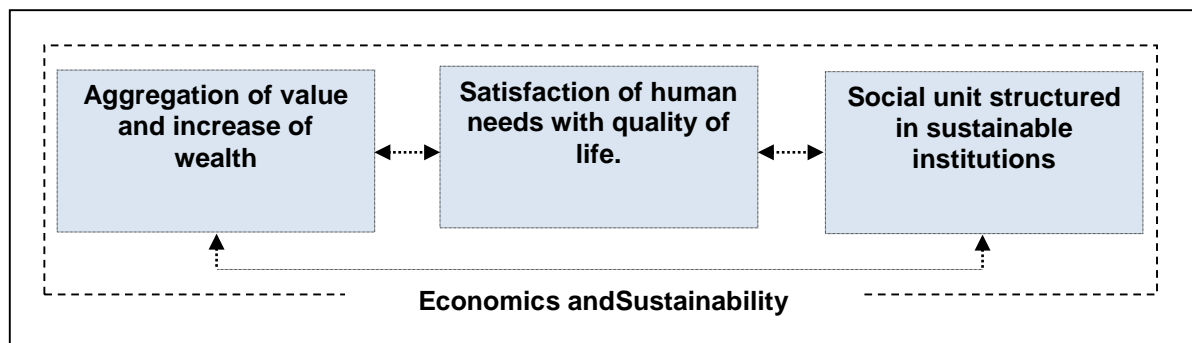 Aggregation of value
and increase of
wealth
Satisfaction of human
needs with quality of
life.
Social unit structured
in sustainable
institutions
Economics andSustainability